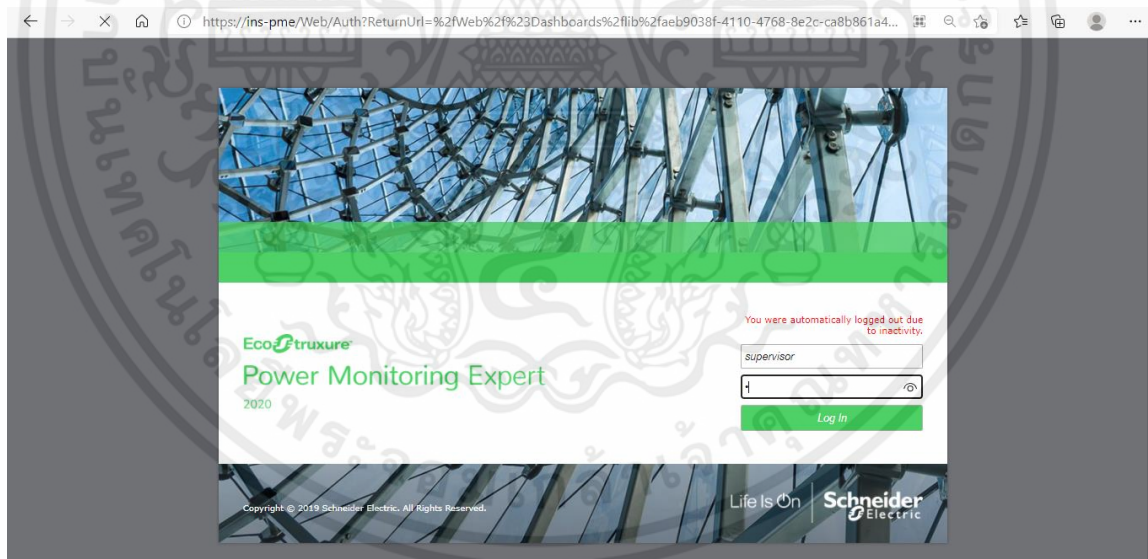 https://ins-pme/Web/Auth?ReturnUrl=%2fWeb%2f%23Dashboards%2flib%2faeb9038f-4110-4768-8e2c-ca8b861a4...
You were automatically logged out due
to inactivity.
supervisor
EcoStruxure™
Power Monitoring Expert
2020
Log In
Copyright © 2019 Schneider Electric. All Rights Reserved.
Life Is On
Schneider
Electric